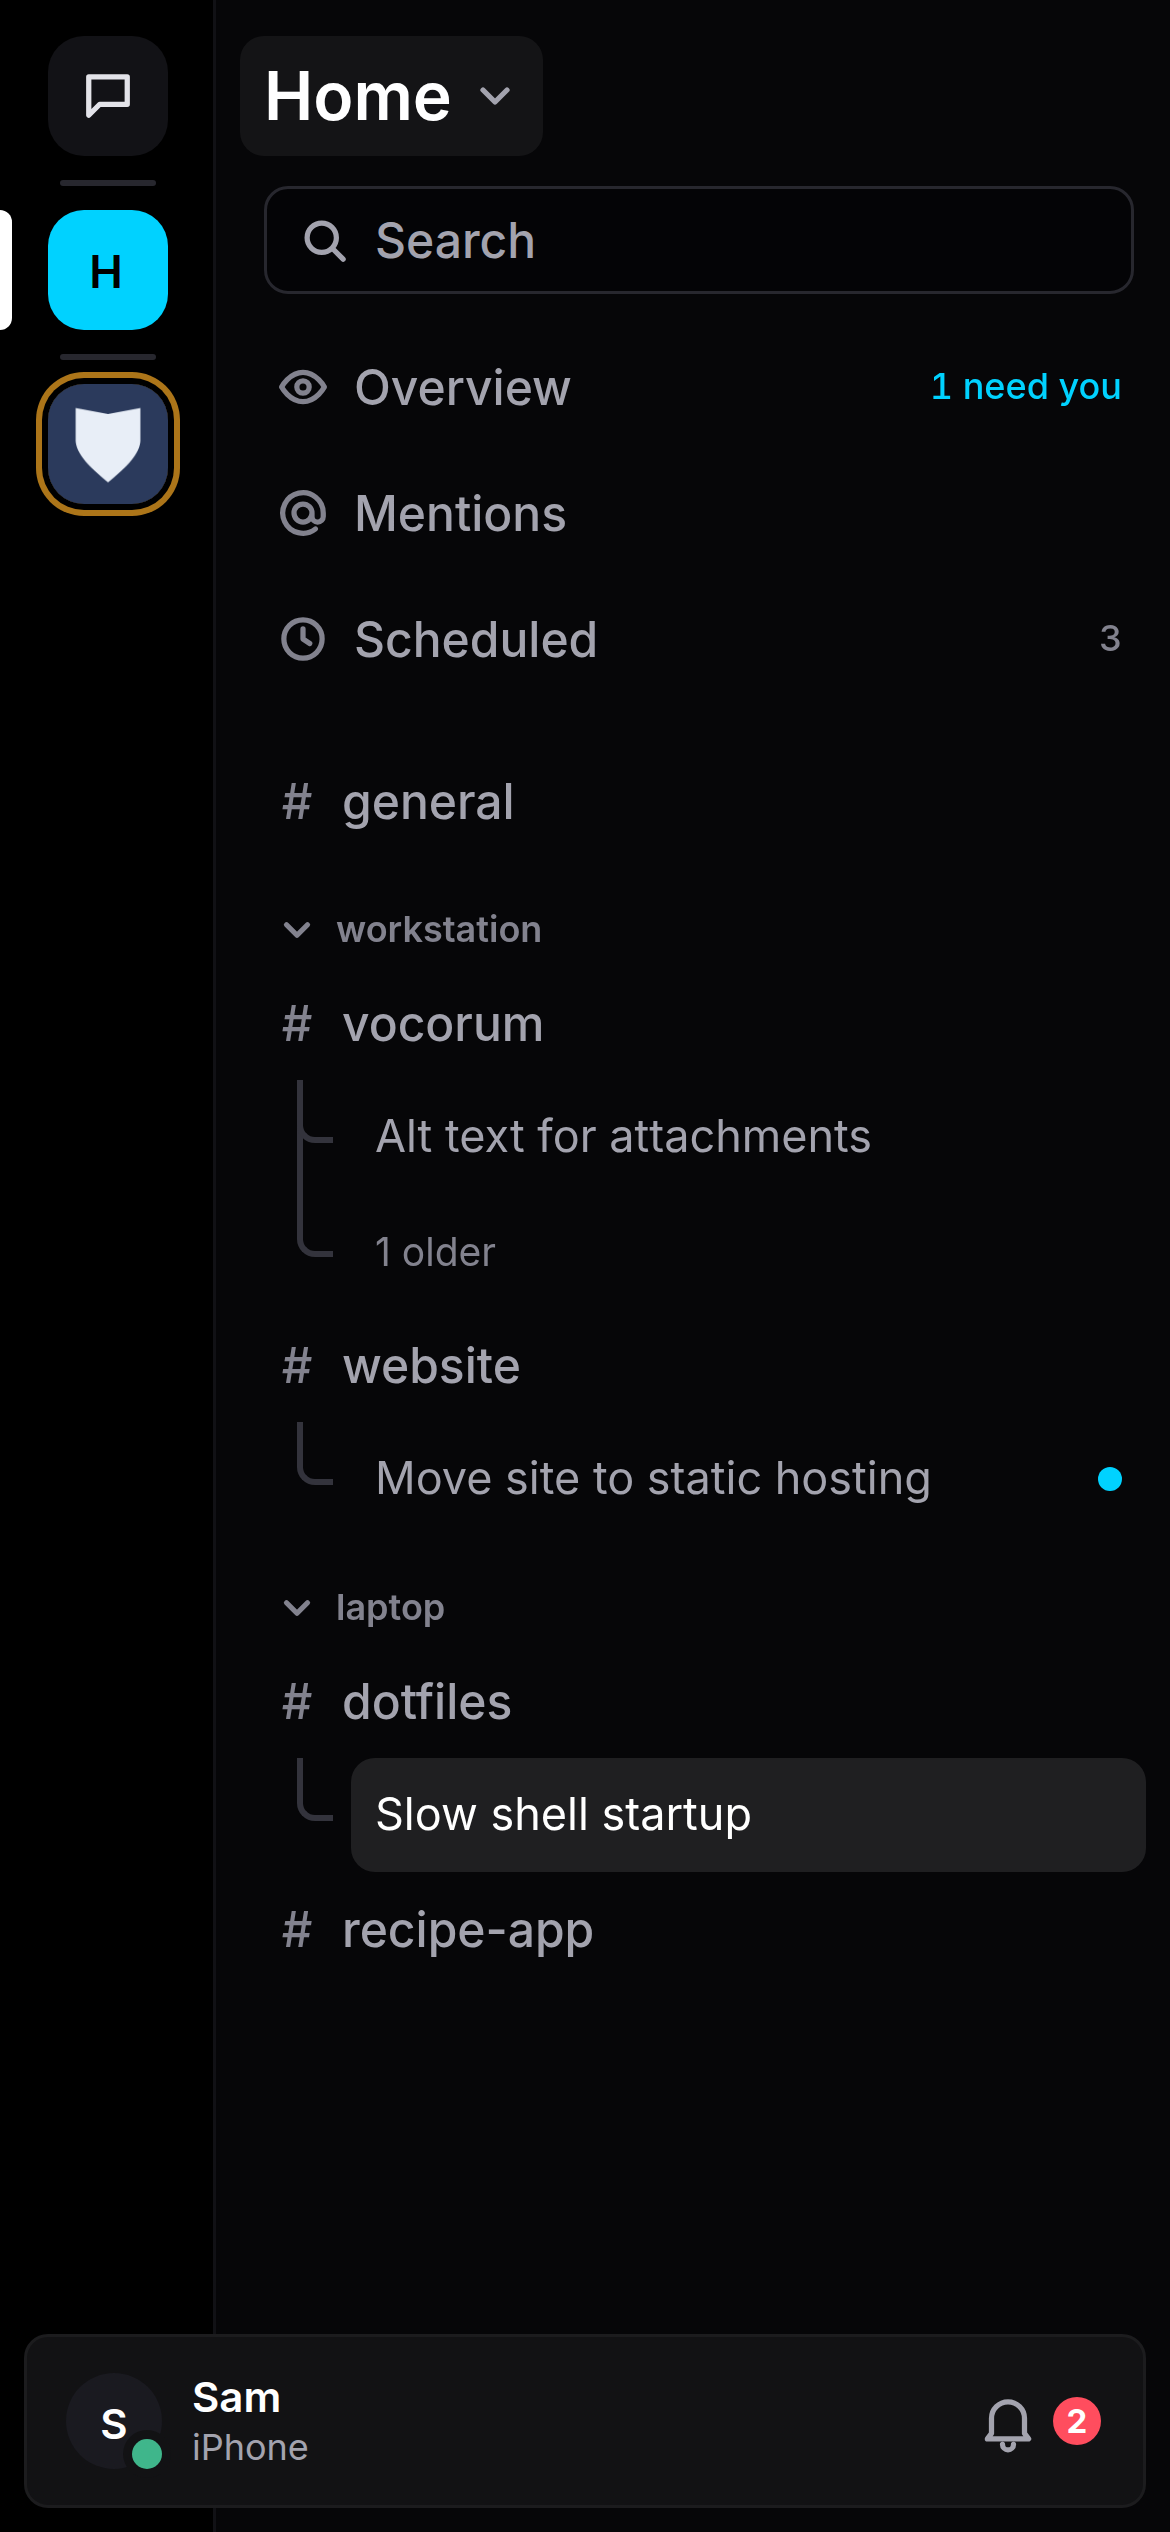 Home
H
Search
Overview
1 need you
Mentions
Scheduled
3
# general
workstation
# vocorum
Alt text for attachments
1 older
# website
Move site to static hosting
laptop
# dotfiles
Slow shell startup
# recipe-app
S
Sam
iPhone
2